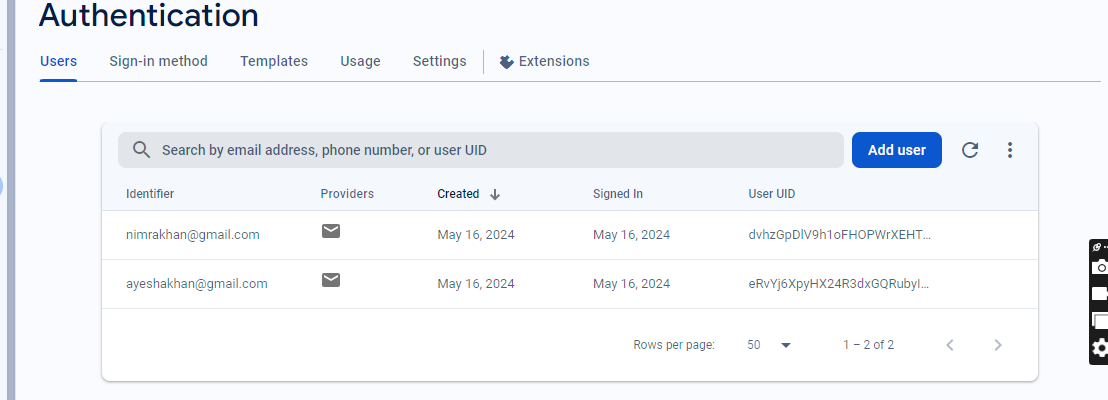 Authentication
Users Sign-in method Templates Usage Settings Extensions
Search by email address, phone number, or user UID Add user
Identifier Providers Created Signed In User UID
nimrakhan@gmail.com May 16, 2024 May 16, 2024 dvhzGpDlV9h1oFHOPWrXEHT...
ayeshakhan@gmail.com May 16, 2024 May 16, 2024 eRvYj6XpyHX24R3dxGQRubyI...
Rows per page: 50 1 – 2 of 2